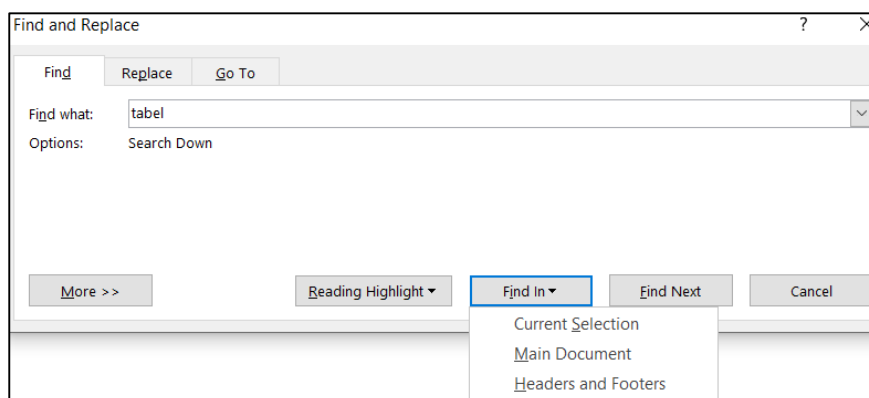 Find and Replace ?
Find Replace Go To
Find what: tabel
Options: Search Down
More >> Reading Highlight Find In Find Next Cancel
Current Selection
Main Document
Headers and Footers